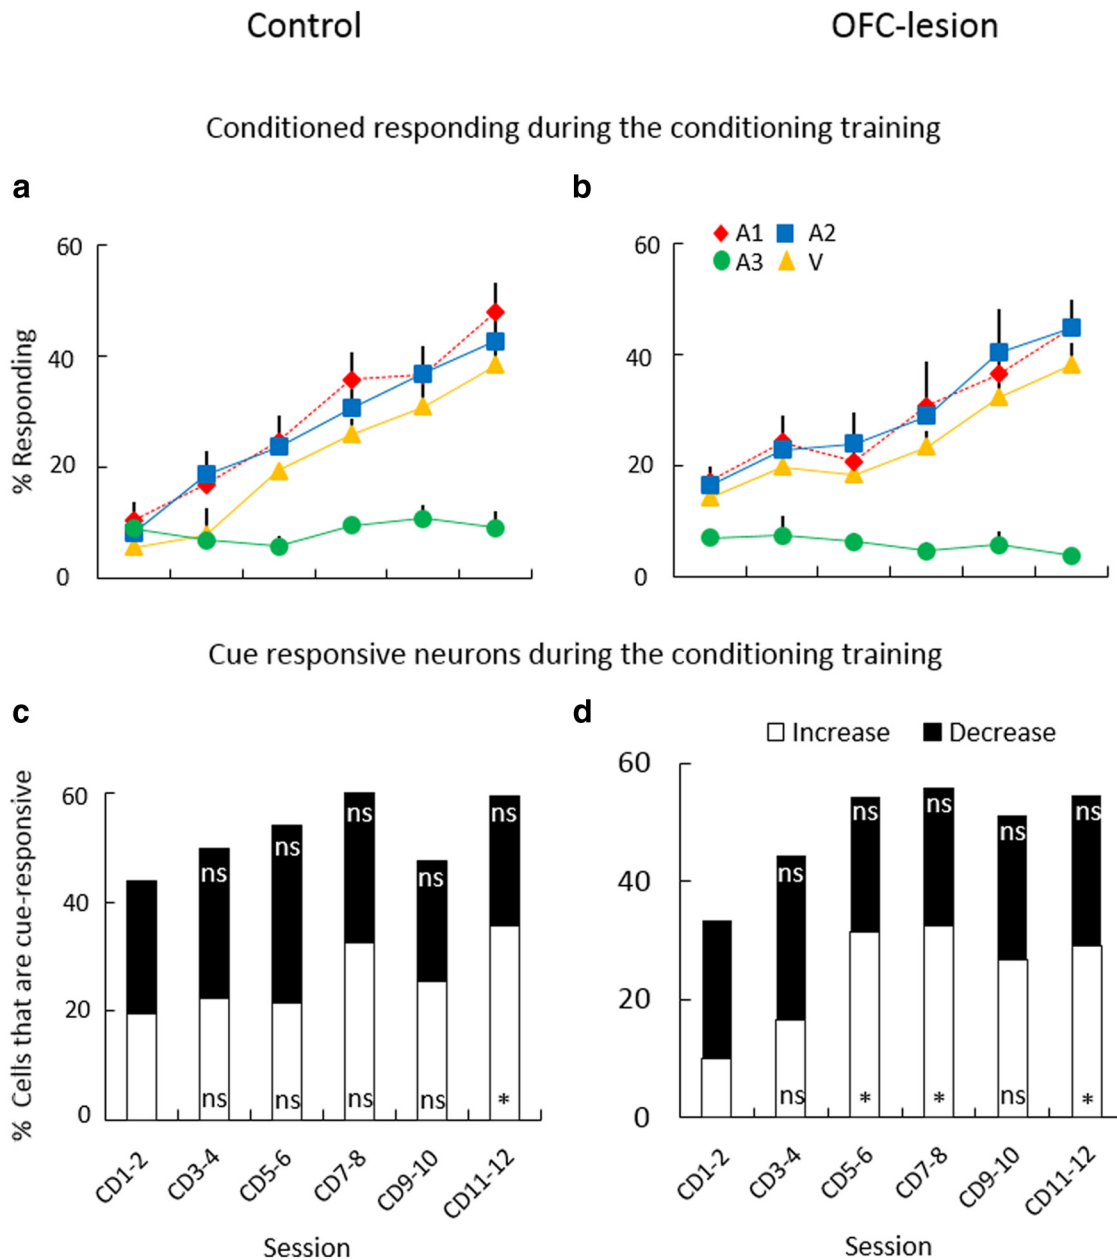 Control
OFC-lesion
Conditioned responding during the conditioning training
a
b
% Responding
60
40
20
0
60
40
20
0
A1
A2
A3
V
Cue responsive neurons during the conditioning training
c
d
Increase
Decrease
% Cells that are cue-responsive
60
40
20
0
ns
ns
ns
ns
ns
ns
ns
ns
ns
*
60
40
20
0
ns
ns
ns
ns
ns
ns
*
*
ns
*
CD1-2
CD3-4
CD5-6
CD7-8
CD9-10
CD11-12
Session
CD1-2
CD3-4
CD5-6
CD7-8
CD9-10
CD11-12
Session